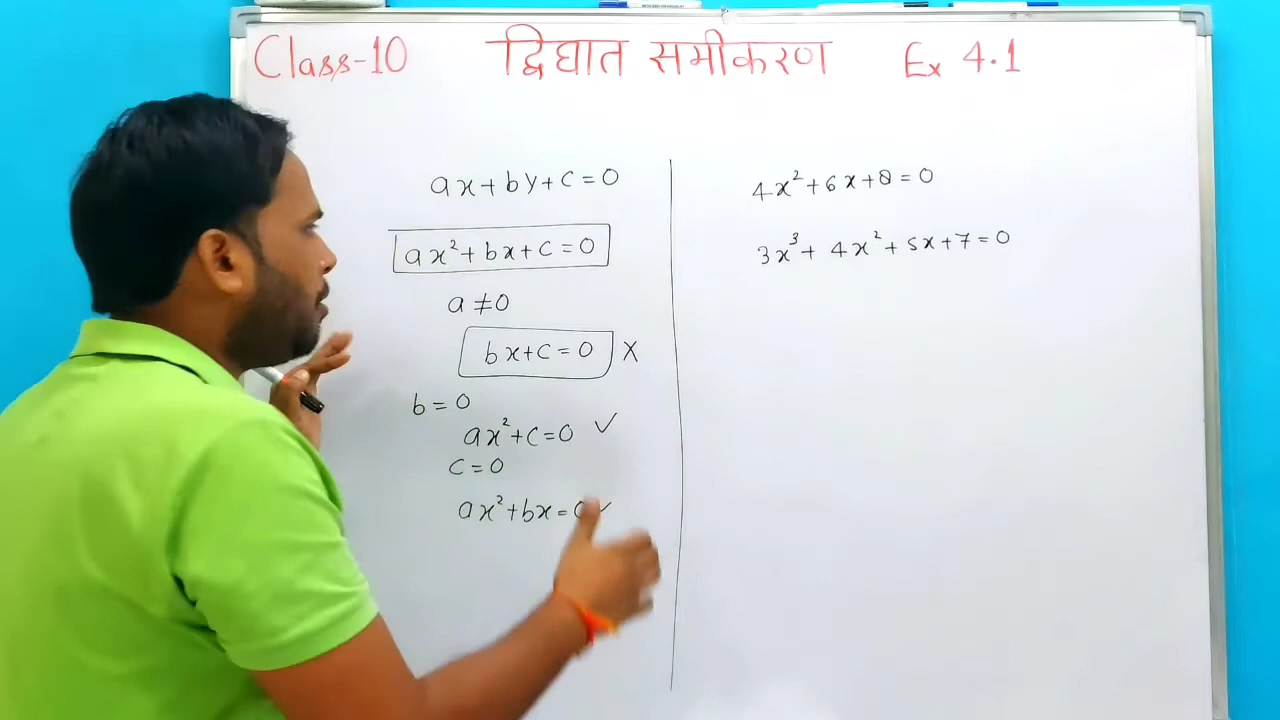 Class-10 द्विघात समीकरण Ex 4.1
ax+by+c=0
ax²+bx+c=0
a≠0
bx+c=0 X
b=0
ax²+c=0 ✓
c=0
ax²+bx=0 ✓
4x²+6x+8=0
3x³+4x²+5x+7=0